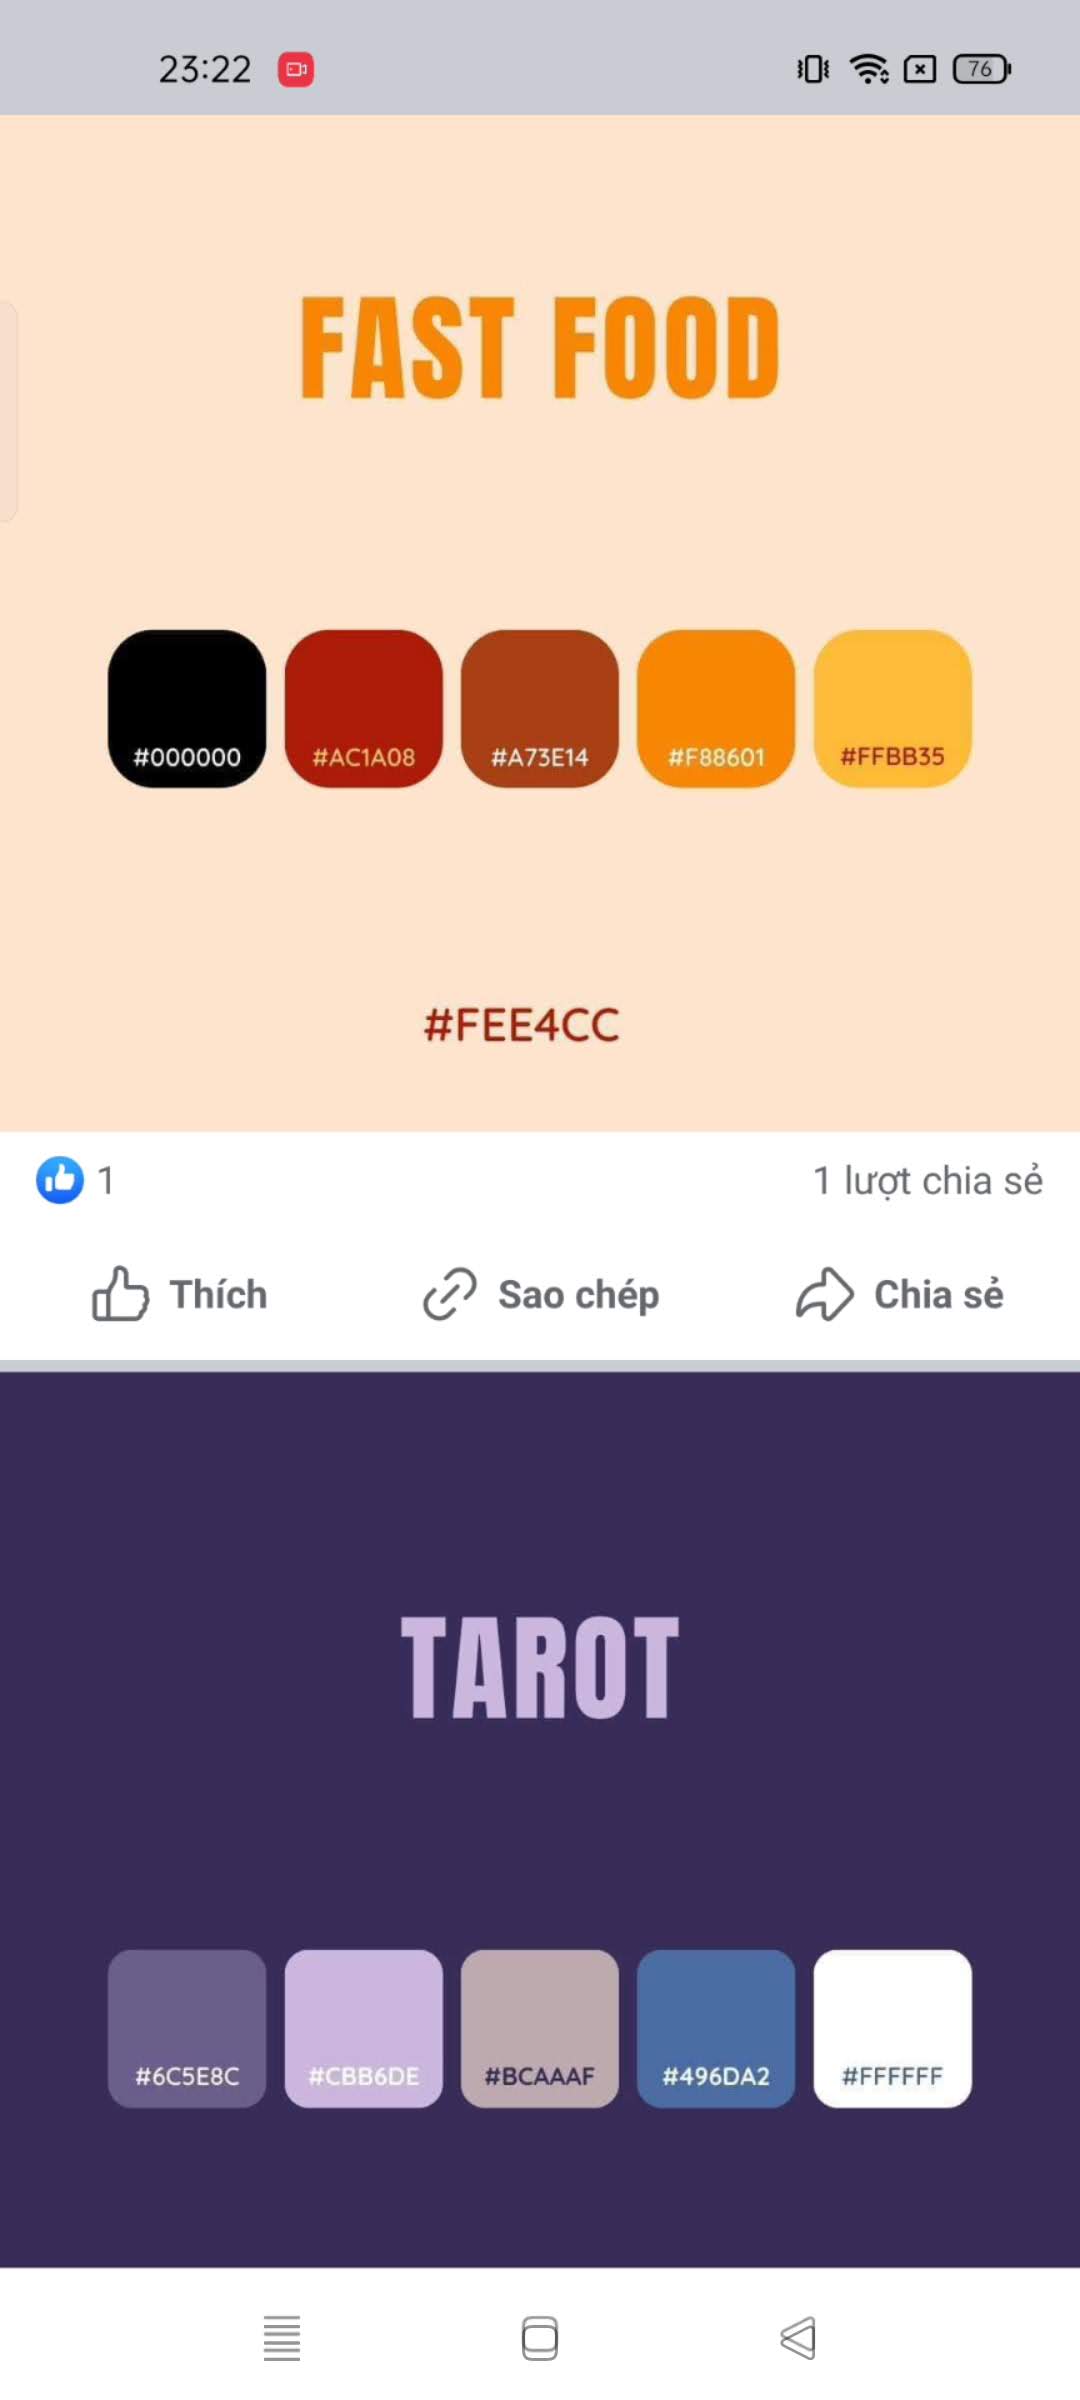 23:22
76
FAST FOOD
#000000 #AC1A08 #A73E14 #F88601 #FFBB35
#FEE4CC
1 1 lượt chia sẻ
Thích Sao chép Chia sẻ
TAROT
#6C5E8C #CBB6DE #BCAAAF #496DA2 #FFFFFF